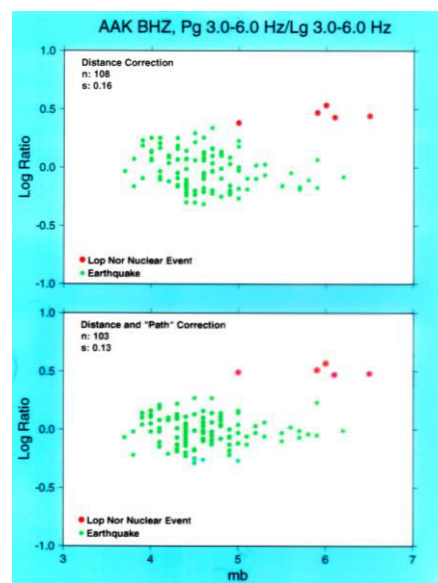 AAK BHZ, Pg 3.0-6.0 Hz/Lg 3.0-6.0 Hz
1.0
Distance Correction
n: 108
s: 0.16
0.5
Log Ratio
0.0
-0.5
Lop Nor Nuclear Event
Earthquake
-1.0
1.0
Distance and "Path" Correction
n: 103
s: 0.13
0.5
Log Ratio
0.0
-0.5
Lop Nor Nuclear Event
Earthquake
-1.0
3 4 5 6 7
mb